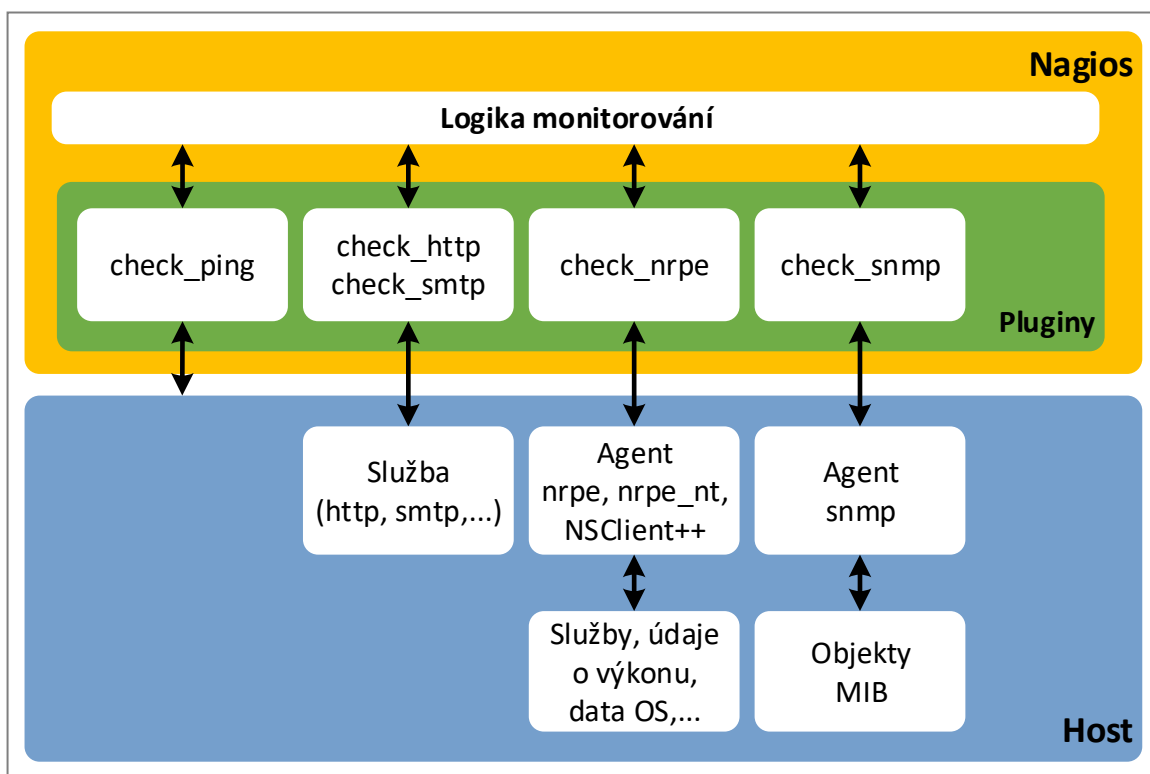 Nagios
Logika monitorování
check_ping
check_http
check_smtp
check_nrpe
check_snmp
Pluginy
Služba
(http, smtp,...)
Agent
nrpe, nrpe_nt,
NSClient++
Agent
snmp
Služby, údaje
o výkonu,
data OS,...
Objekty
MIB
Host